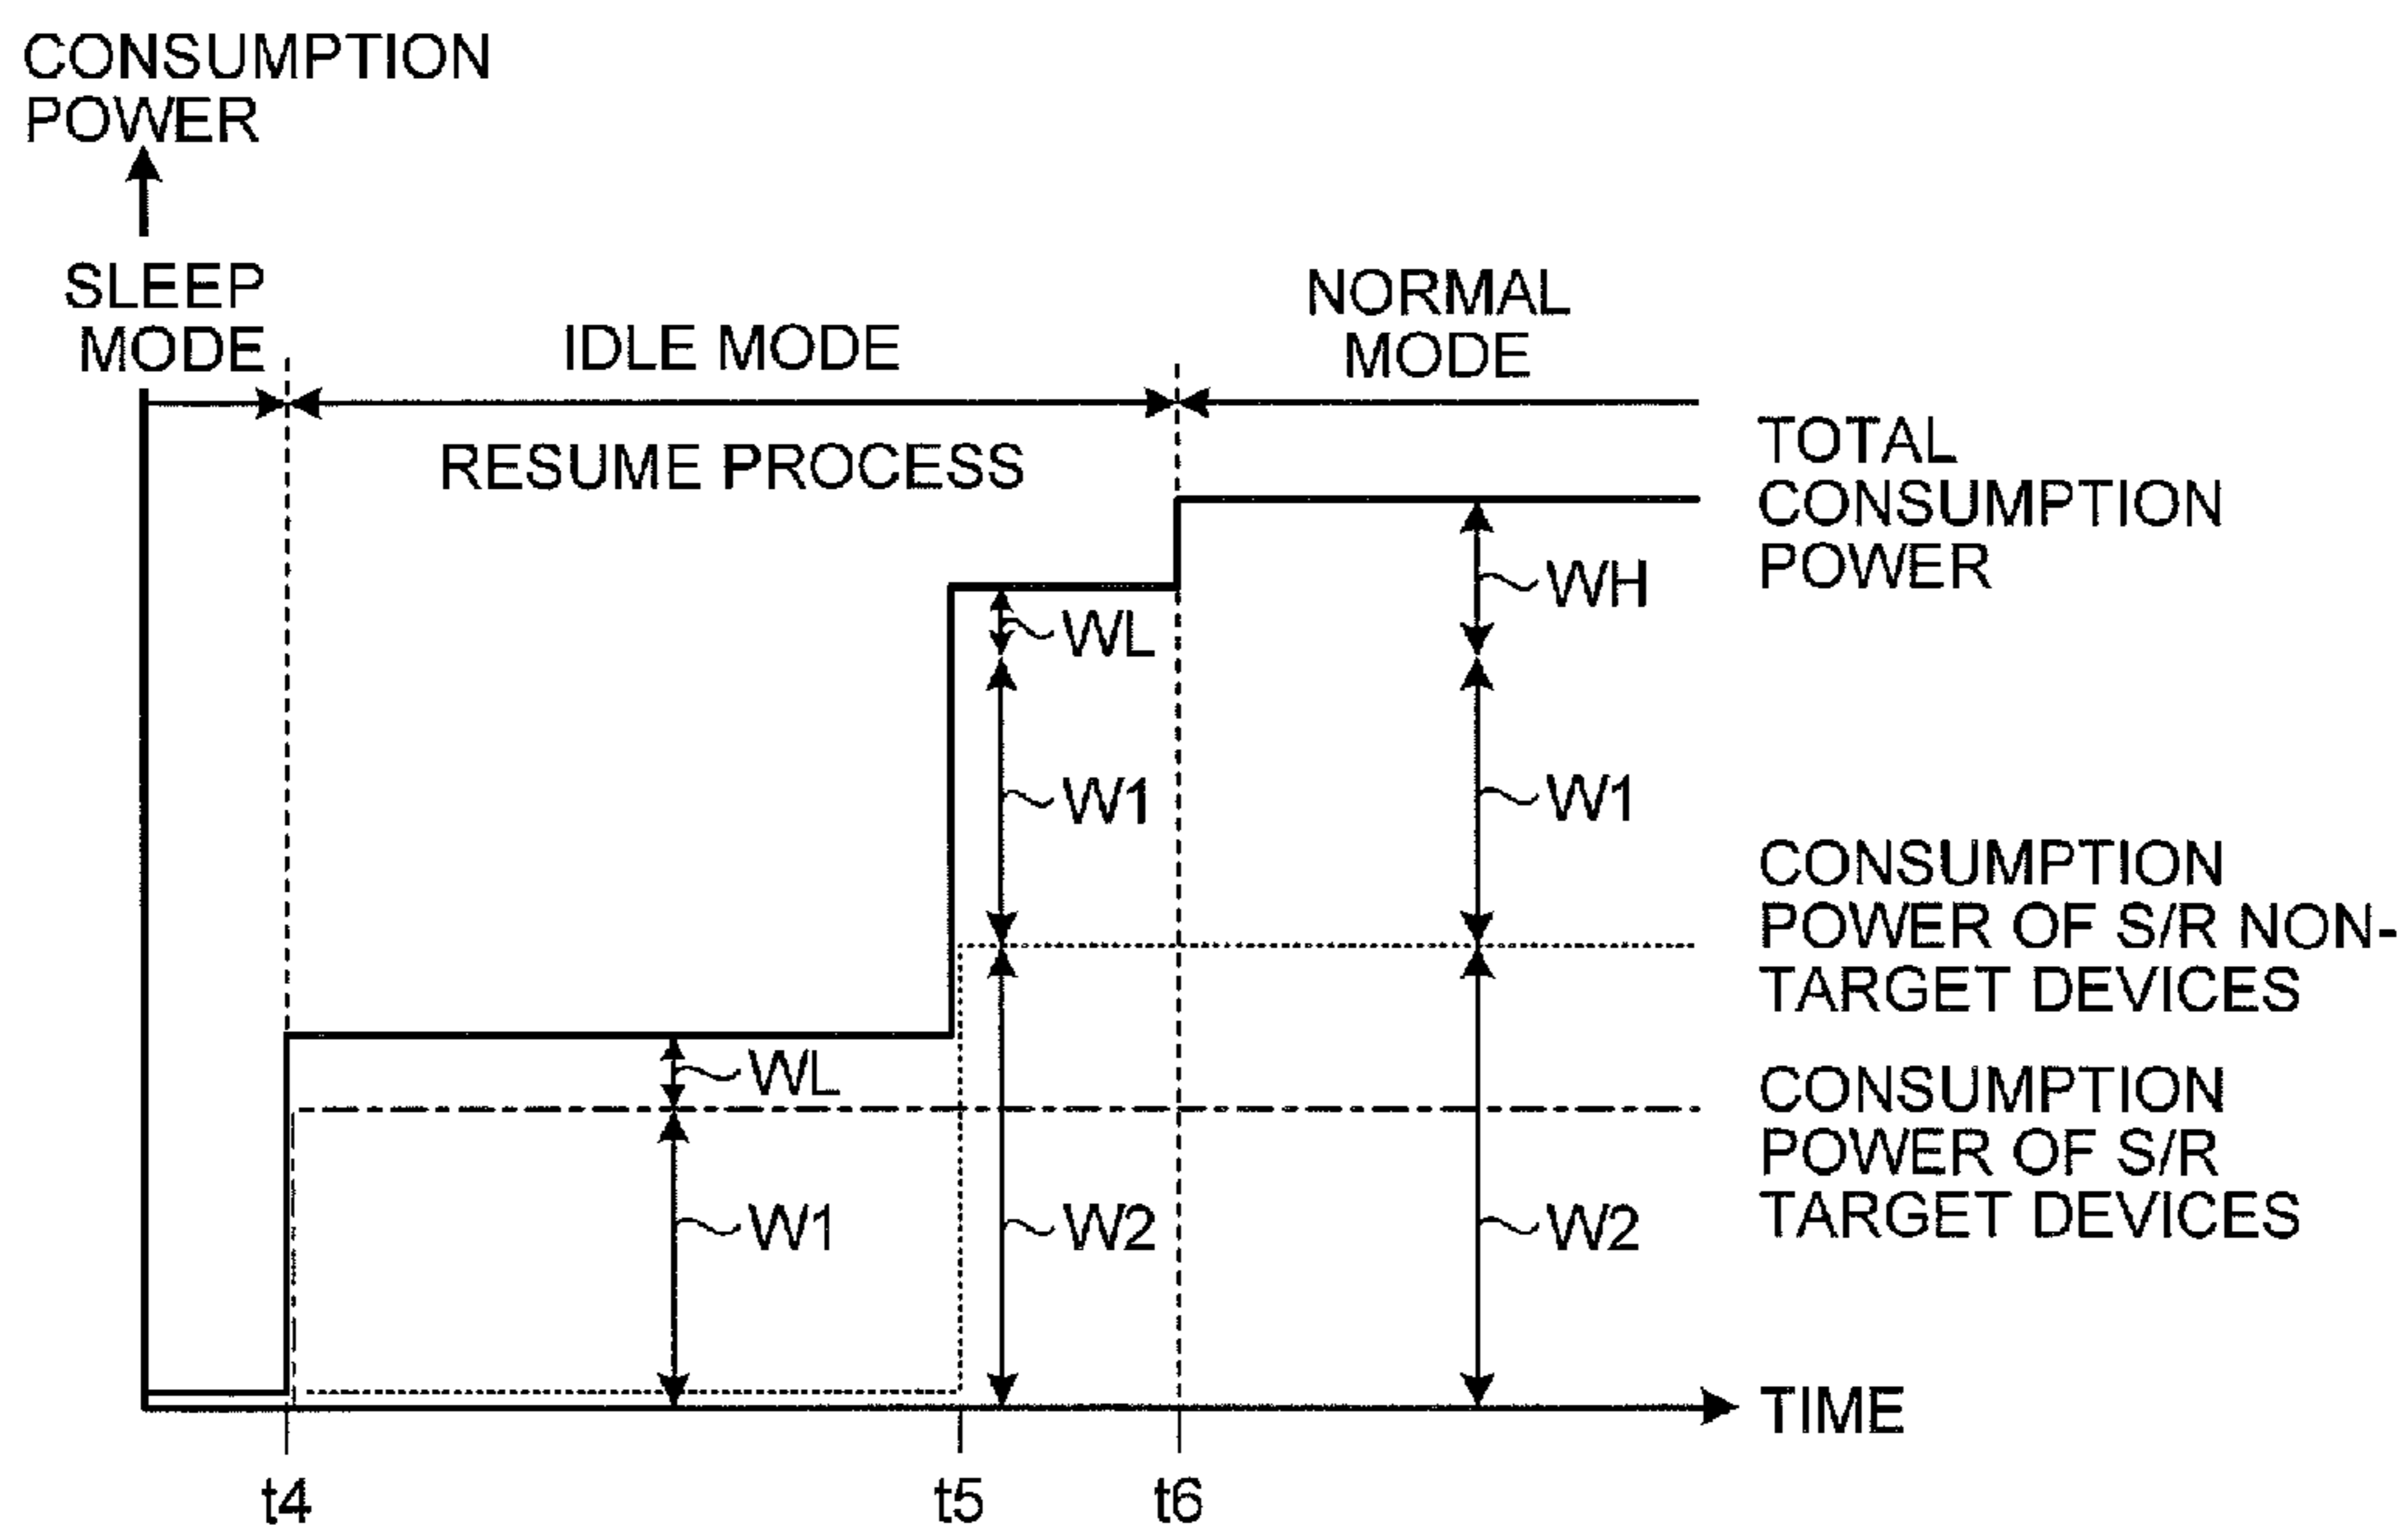 CONSUMPTION
POWER
SLEEP
MODE
IDLE MODE
NORMAL
MODE
RESUME PROCESS
TOTAL
CONSUMPTION
POWER
WH
WL
W1
W1
CONSUMPTION
POWER OF S/R NON-
TARGET DEVICES
WL
CONSUMPTION
POWER OF S/R
TARGET DEVICES
W1
W2
W2
TIME
t4
t5
t6